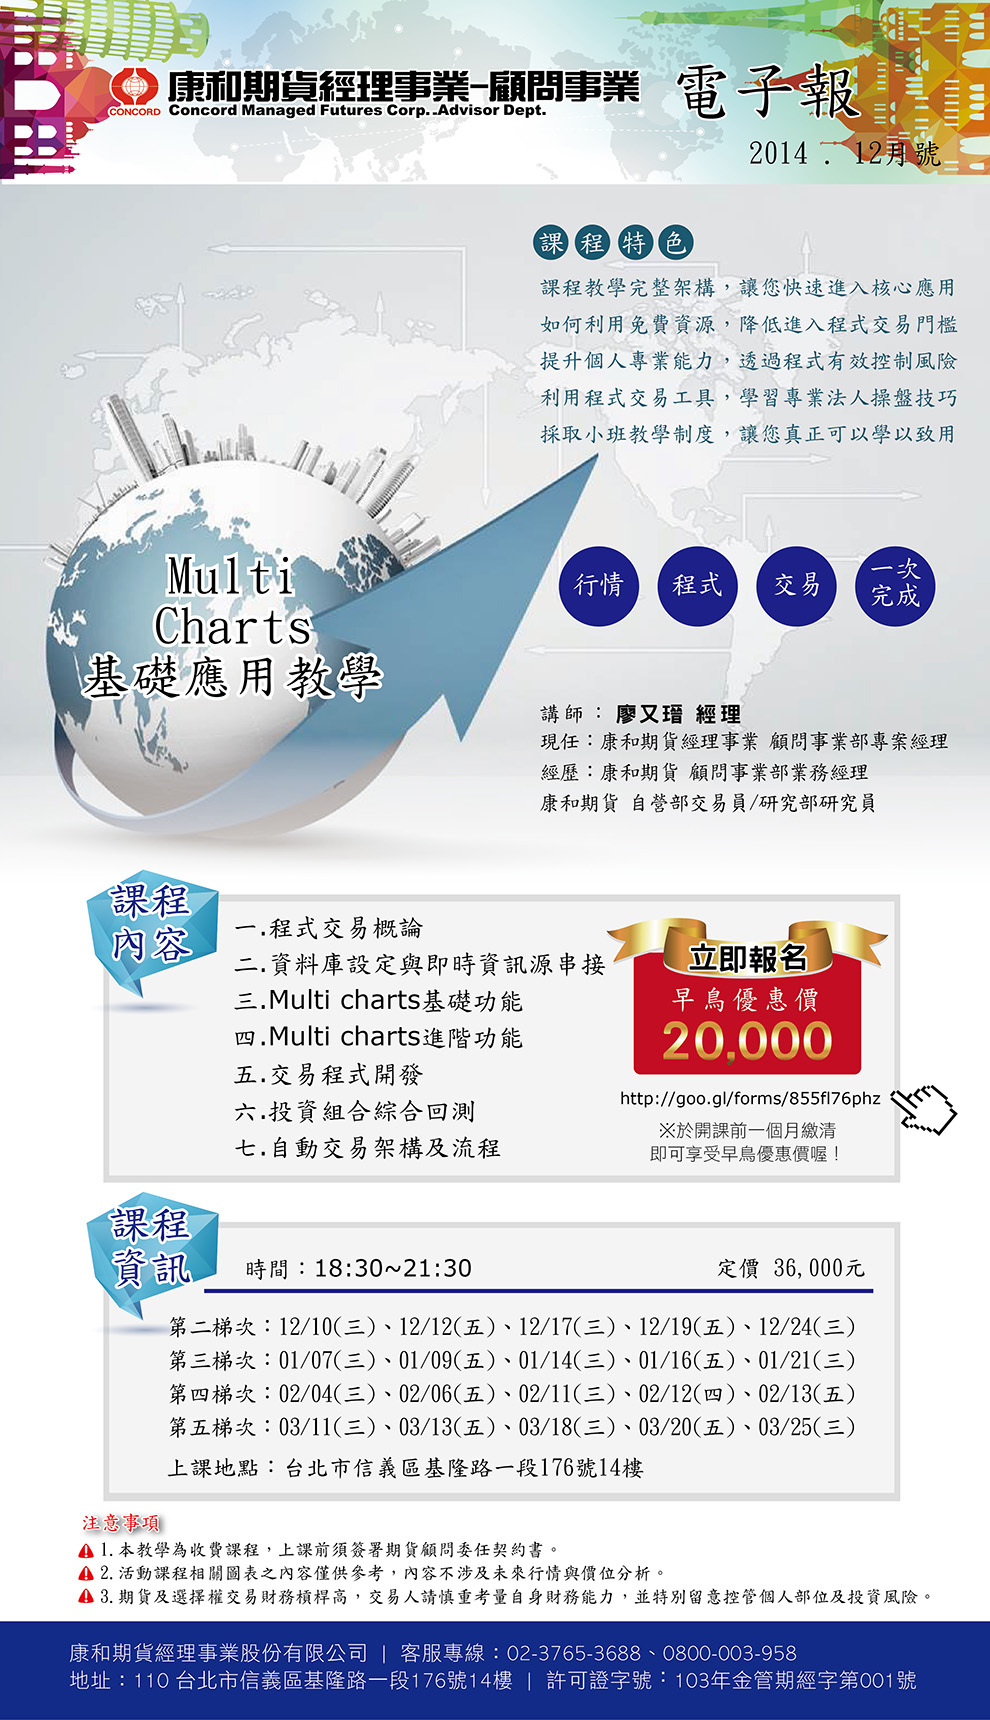 康和期貨經理事業-顧問事業
Concord Managed Futures Corp. .Advisor Dept.
CONCORD
電子報
2014 . 12月號
課程特色
課程教學完整架構，讓您快速進入核心應用
如何利用免費資源，降低進入程式交易門檻
提升個人專業能力，透過程式有效控制風險
利用程式交易工具，學習專業法人操盤技巧
採取小班教學制度，讓您真正可以學以致用
Multi
Charts
基礎應用教學
行情 程式 交易 一次完成
講師：廖又瑨 經理
現任：康和期貨經理事業 顧問事業部專案經理
經歷：康和期貨 顧問事業部業務經理
康和期貨 自營部交易員/研究部研究員
課程
內容
一.程式交易概論
二.資料庫設定與即時資訊源串接
三.Multi charts基礎功能
四.Multi charts進階功能
五.交易程式開發
六.投資組合綜合回測
七.自動交易架構及流程
立即報名
早鳥優惠價
20,000
http://goo.gl/forms/855fl76phz
※於開課前一個月繳清
即可享受早鳥優惠價喔！
課程
資訊
時間：18:30~21:30
定價 36,000元
第二梯次：12/10(三)、12/12(五)、12/17(三)、12/19(五)、12/24(三)
第三梯次：01/07(三)、01/09(五)、01/14(三)、01/16(五)、01/21(三)
第四梯次：02/04(三)、02/06(五)、02/11(三)、02/12(四)、02/13(五)
第五梯次：03/11(三)、03/13(五)、03/18(三)、03/20(五)、03/25(三)
上課地點：台北市信義區基隆路一段176號14樓
注意事項
1.本教學為收費課程，上課前須簽署期貨顧問委任契約書。
2.活動課程相關圖表之內容僅供參考，內容不涉及未來行情與價位分析。
3.期貨及選擇權交易財務槓桿高，交易人請慎重考量自身財務能力，並特別留意控管個人部位及投資風險。
康和期貨經理事業股份有限公司 | 客服專線：02-3765-3688、0800-003-958
地址：110 台北市信義區基隆路一段176號14樓 | 許可證字號：103年金管期經字第001號